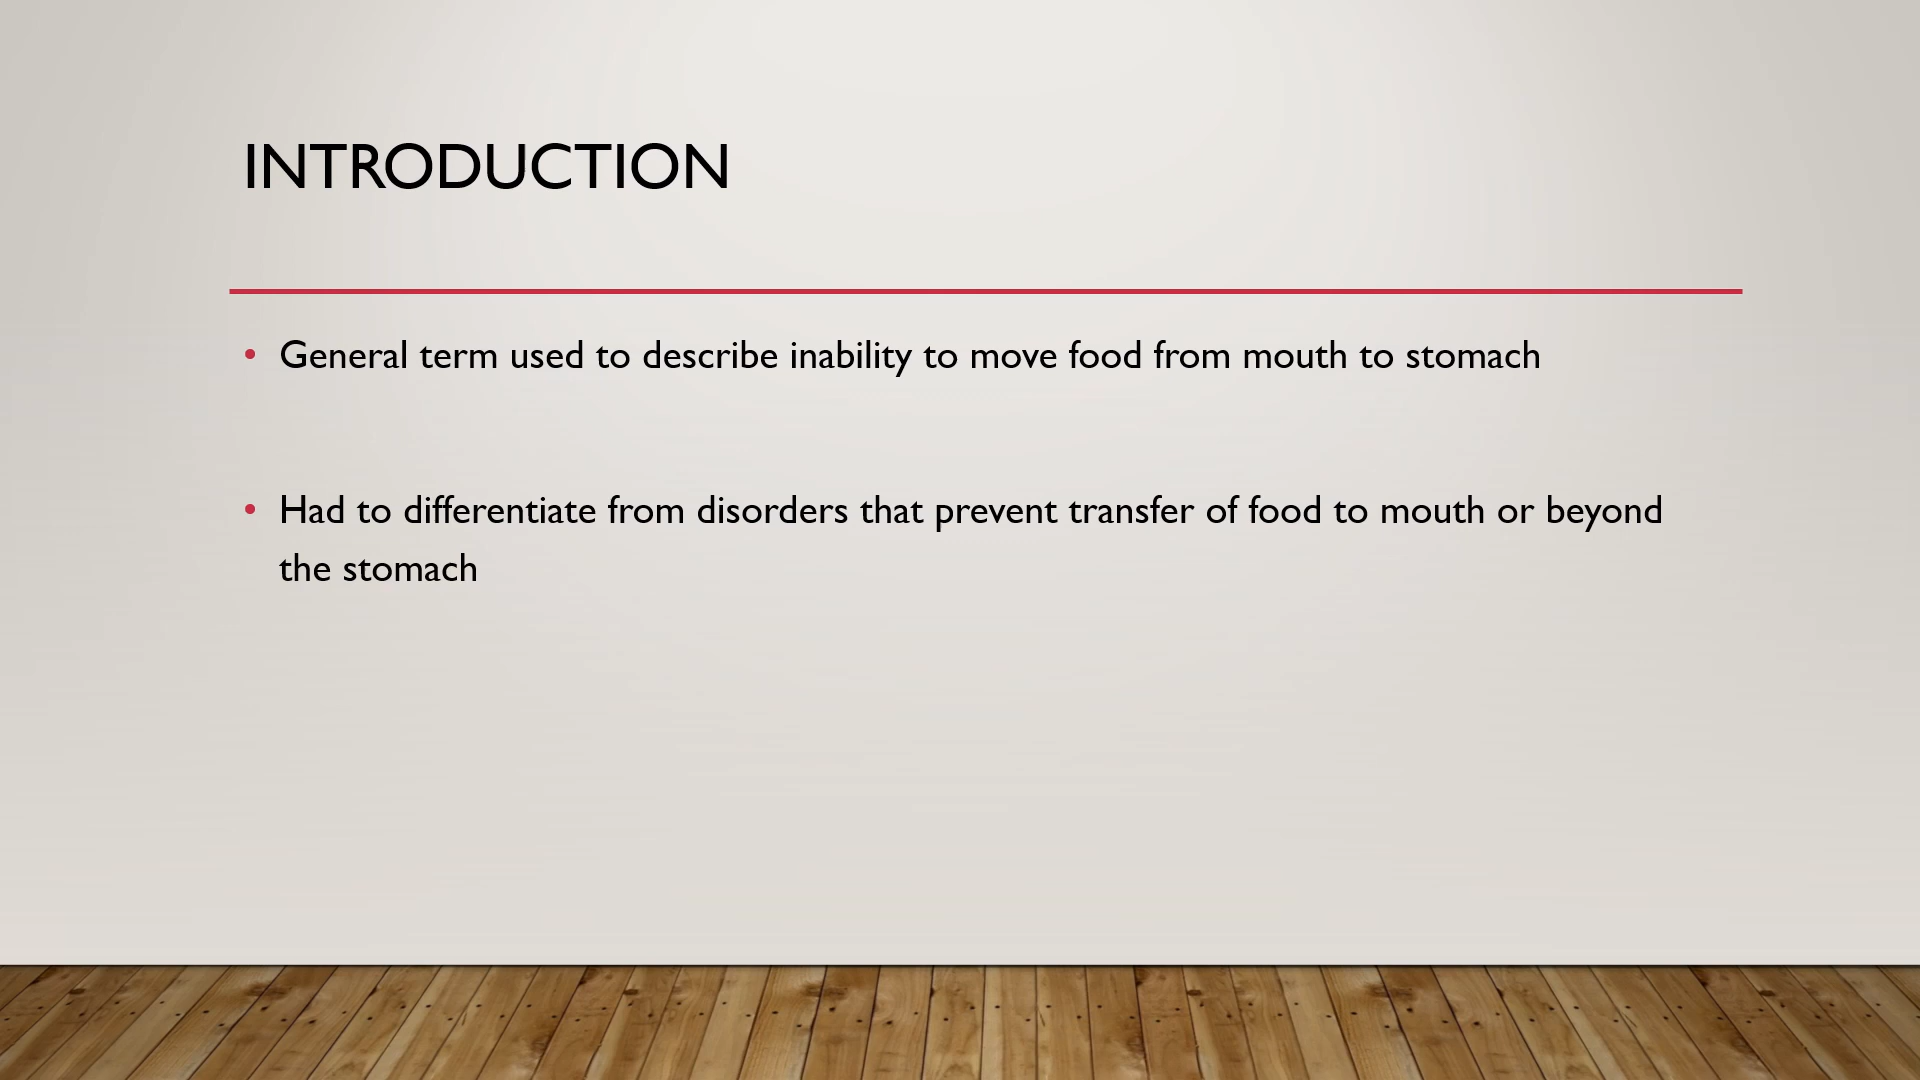 INTRODUCTION
• General term used to describe inability to move food from mouth to stomach
• Had to differentiate from disorders that prevent transfer of food to mouth or beyond
the stomach